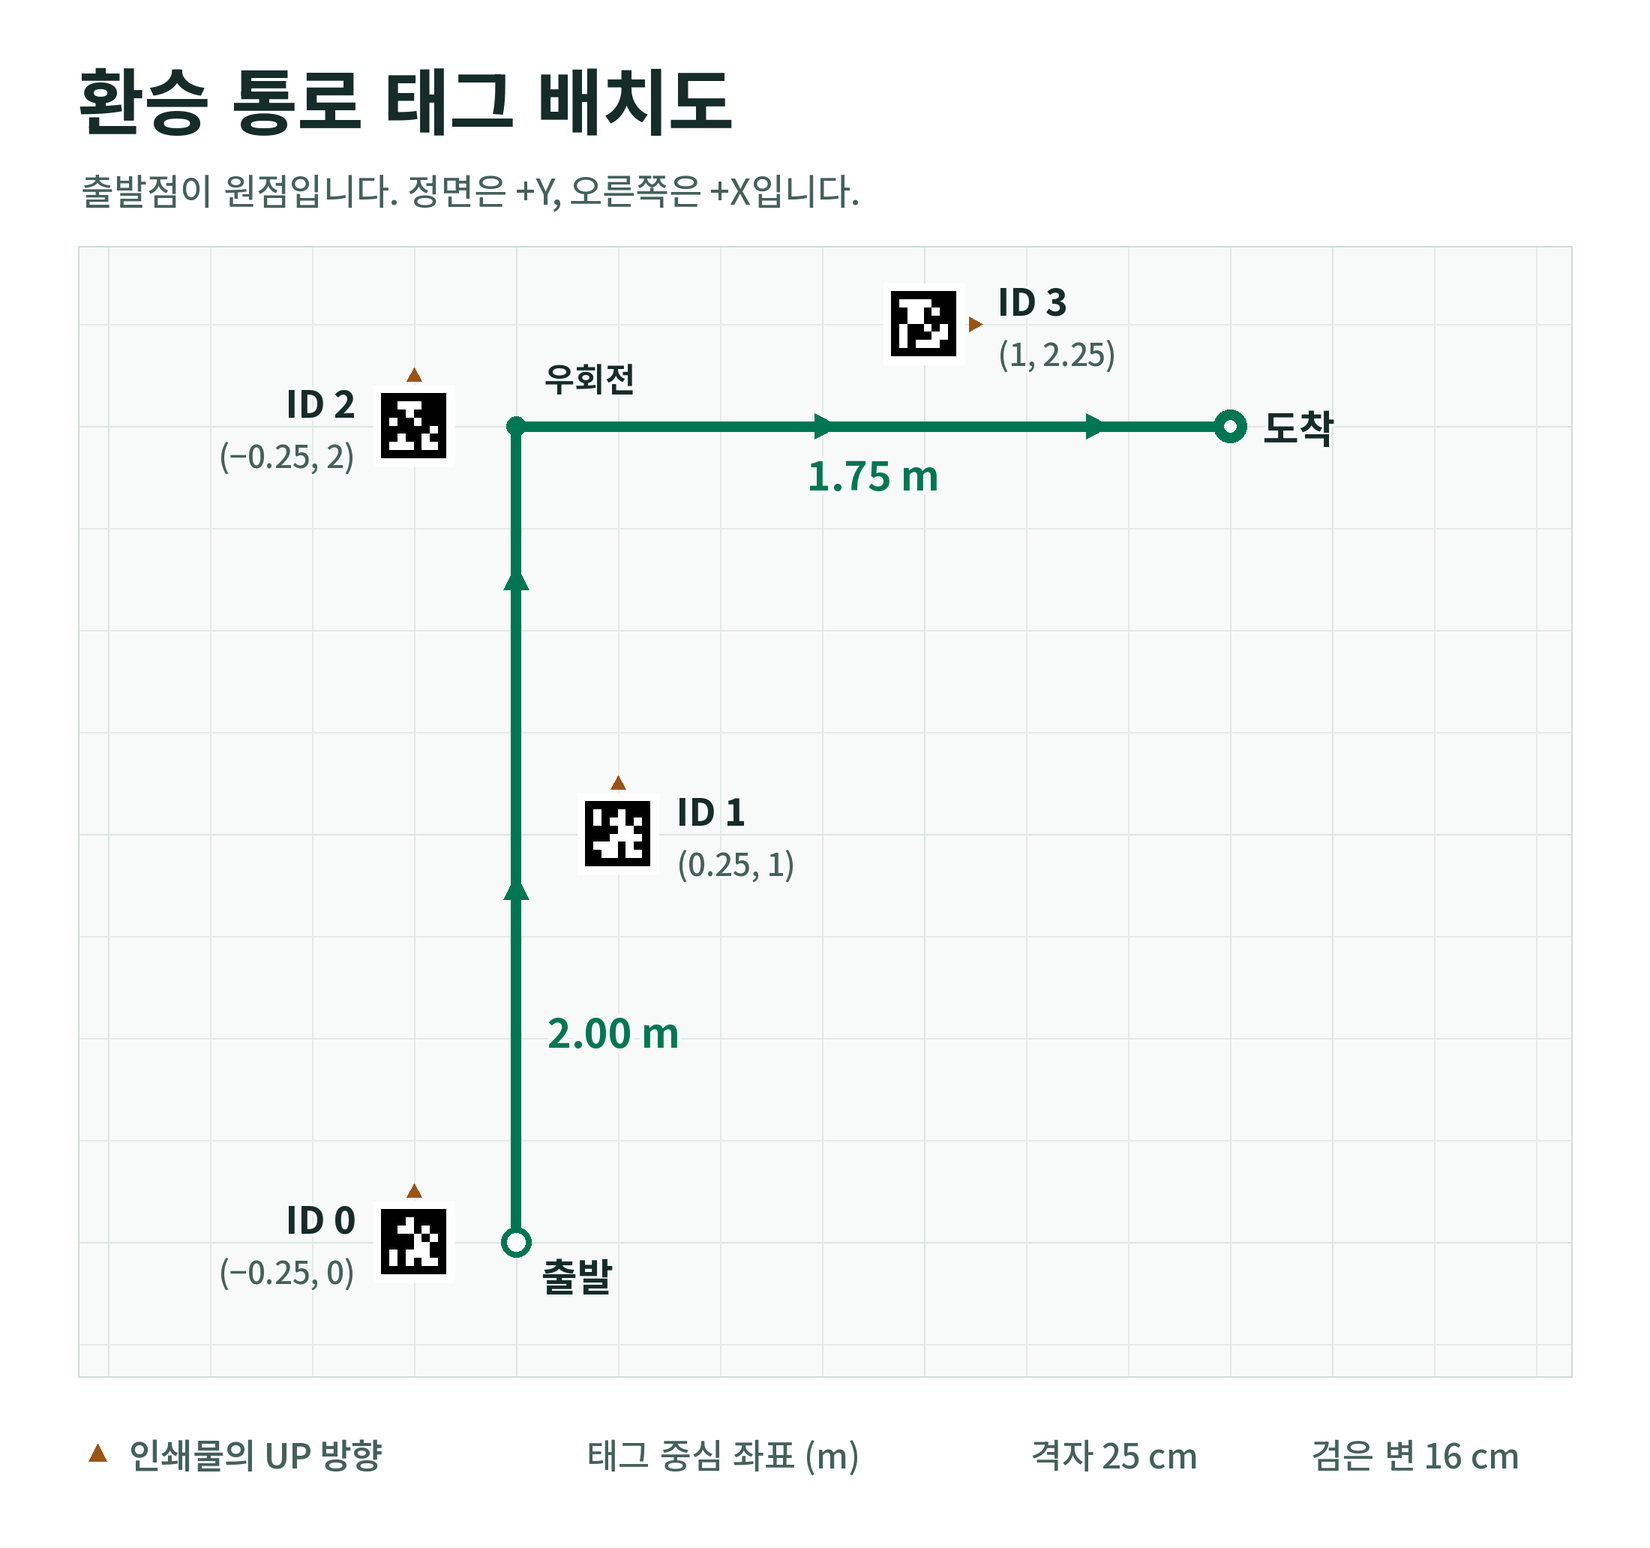 환승 통로 태그 배치도
출발점이 원점입니다. 정면은 +Y, 오른쪽은 +X입니다.
ID 3
(1, 2.25)
우회전
ID 2
(−0.25, 2)
도착
1.75 m
ID 1
(0.25, 1)
2.00 m
ID 0
(−0.25, 0)
출발
인쇄물의 UP 방향
태그 중심 좌표 (m)
격자 25 cm
검은 변 16 cm